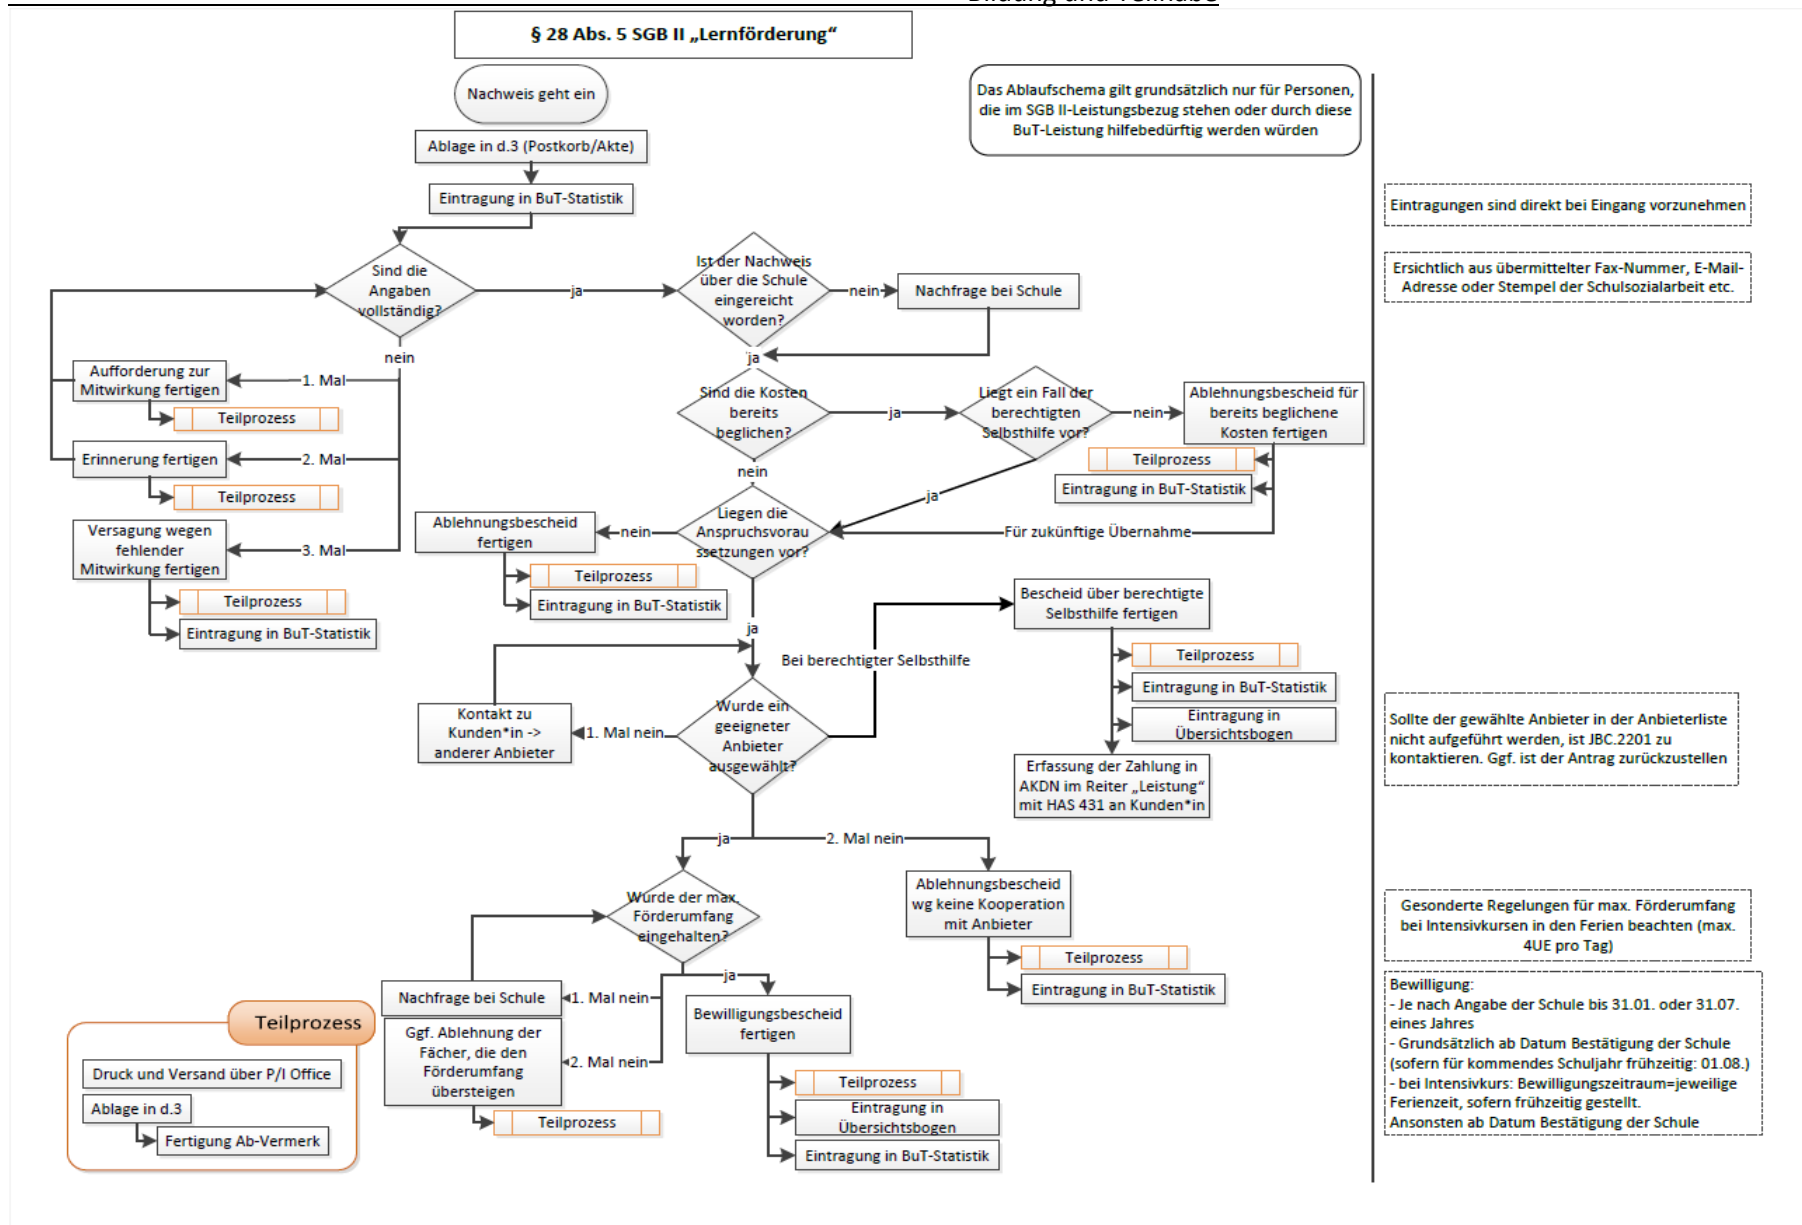 Bildung und Teilhabe
§ 28 Abs. 5 SGB II „Lernförderung“
Nachweis geht ein
Das Ablaufschema gilt grundsätzlich nur für Personen,
die im SGB II-Leistungsbezug stehen oder durch diese
BuT-Leistung hilfebedürftig werden würden
Ablage in d.3 (Postkorb/Akte)
Eintragung in BuT-Statistik
Eintragungen sind direkt bei Eingang vorzunehmen
Sind die
Angaben
vollständig?
ja
Ist der Nachweis
über die Schule
eingereicht
worden?
nein
Nachfrage bei Schule
Ersichtlich aus übermittelter Fax-Nummer, E-Mail-
Adresse oder Stempel der Schulsozialarbeit etc.
nein
ja
Aufforderung zur
Mitwirkung fertigen
1. Mal
Teilprozess
Erinnerung fertigen
2. Mal
Teilprozess
Versagung wegen
fehlender
Mitwirkung fertigen
3. Mal
Teilprozess
Eintragung in BuT-Statistik
Sind die Kosten
bereits
beglichen?
ja
Liegt ein Fall der
berechtigten
Selbsthilfe vor?
nein
Ablehnungsbescheid für
bereits beglichene
Kosten fertigen
Teilprozess
Eintragung in BuT-Statistik
nein
ja
Für zukünftige Übernahme
Liegen die
Anspruchsvorau
ssetzungen vor?
nein
Ablehnungsbescheid
fertigen
Teilprozess
Eintragung in BuT-Statistik
ja
Bei berechtigter Selbsthilfe
Bescheid über berechtigte
Selbsthilfe fertigen
Teilprozess
Eintragung in BuT-Statistik
Eintragung in
Übersichtsbogen
Erfassung der Zahlung in
AKDN im Reiter „Leistung“
mit HAS 431 an Kunden*in
Wurde ein
geeigneter
Anbieter
ausgewählt?
1. Mal nein
Kontakt zu
Kunden*in ->
anderer Anbieter
Sollte der gewählte Anbieter in der Anbieterliste
nicht aufgeführt werden, ist JBC.2201 zu
kontaktieren. Ggf. ist der Antrag zurückzustellen
ja
2. Mal nein
Ablehnungsbescheid
wg keine Kooperation
mit Anbieter
Teilprozess
Eintragung in BuT-Statistik
Wurde der max.
Förderumfang
eingehalten?
Gesonderte Regelungen für max. Förderumfang
bei Intensivkursen in den Ferien beachten (max.
4UE pro Tag)
ja
1. Mal nein
Nachfrage bei Schule
2. Mal nein
Ggf. Ablehnung der
Fächer, die den
Förderumfang
übersteigen
Teilprozess
Bewilligungsbescheid
fertigen
Teilprozess
Eintragung in
Übersichtsbogen
Eintragung in BuT-Statistik
Bewilligung:
- Je nach Angabe der Schule bis 31.01. oder 31.07.
eines Jahres
- Grundsätzlich ab Datum Bestätigung der Schule
(sofern für kommendes Schuljahr frühzeitig: 01.08.)
- bei Intensivkurs: Bewilligungszeitraum=jeweilige
Ferienzeit, sofern frühzeitig gestellt.
Ansonsten ab Datum Bestätigung der Schule
Teilprozess
Druck und Versand über P/I Office
Ablage in d.3
Fertigung Ab-Vermerk